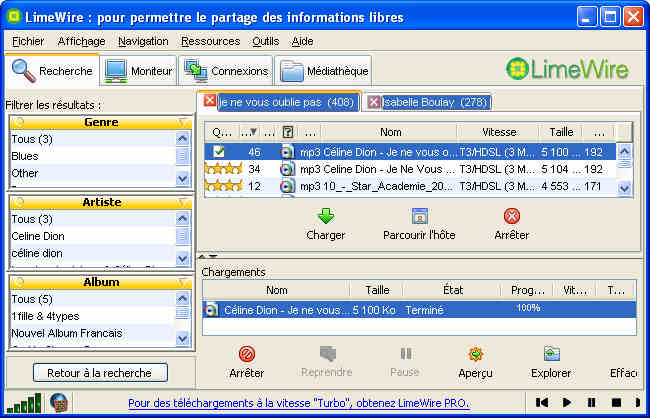 LimeWire : pour permettre le partage des informations libres
Fichier Affichage Navigation Ressources Outils Aide
Recherche Moniteur Connexions Médiathèque LimeWire
Filtrer les résultats :
Genre
Tous (3)
Blues
Other
Artiste
Tous (3)
Celine Dion
céline dion
Album
Tous (5)
1fille & 4types
Nouvel Album Francais
Retour à la recherche
je ne vous oublie pas (408) Isabelle Boulay (278)
Q... ... ... ... Nom Vitesse Taille ...
46 mp3 Céline Dion - Je ne vous o... T3/HDSL (3 M... 5 100 ... 192
34 mp3 Céline Dion - Je Ne Vous ... T3/HDSL (3 M... 5 104 ... 192
12 mp3 10_-_Star_Academie_20... T3/HDSL (3 M... 4 553 ... 171
Charger Parcourir l'hôte Arrêter
Chargements
Nom Taille État Prog... Vit... T...
Céline Dion - Je ne vous... 5 100 Ko Terminé 100%
Arrêter Reprendre Pause Aperçu Explorer Efface
Pour des téléchargements à la vitesse "Turbo", obtenez LimeWire PRO.